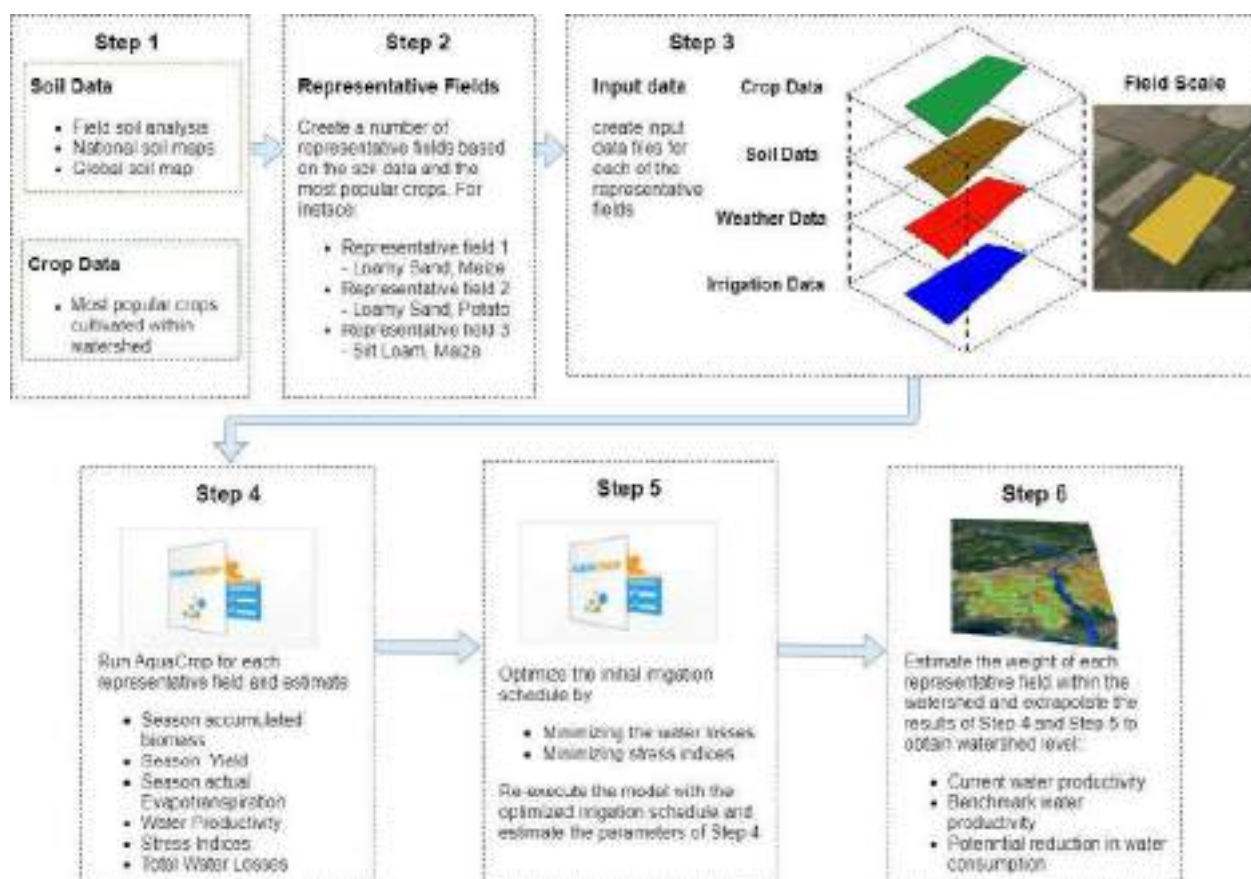 Step 1
Soil Data
• Field soil analysis
• National soil maps
• Global soil map
Crop Data
• Most popular crops
cultivated within
watershed
Step 2
Representative Fields
Create a number of
representative fields based
on the soil data and the
most popular crops. For
instace:
• Representative field 1
- Loamy Sand, Maize
• Representative field 2
- Loamy Sand, Potato
• Representative field 3
- Silt Loam, Maize
Step 3
Input data
create input
data files for
each of the
representative
fields
Crop Data
Soil Data
Weather Data
Irrigation Data
Field Scale
Step 4
Run AquaCrop for each
representative field and estimate
• Season accumulated
biomass
• Season Yield
• Season actual
Evapotranspiration
• Water Productivity
• Stress Indices
• Total Water Losses
Step 5
Optimize the initial irrigation
schedule by
• Minimizing the water losses
• Minimizing stress indices
Re-execute the model with the
optimized irrigation schedule and
estimate the parameters of Step 4
Step 6
Estimate the weight of each
representative field within the
watershed and extrapolate the
results of Step 4 and Step 5 to
obtain watershed level:
• Current water productivity
• Benchmark water
productivity
• Potenntial reduction in water
consumption